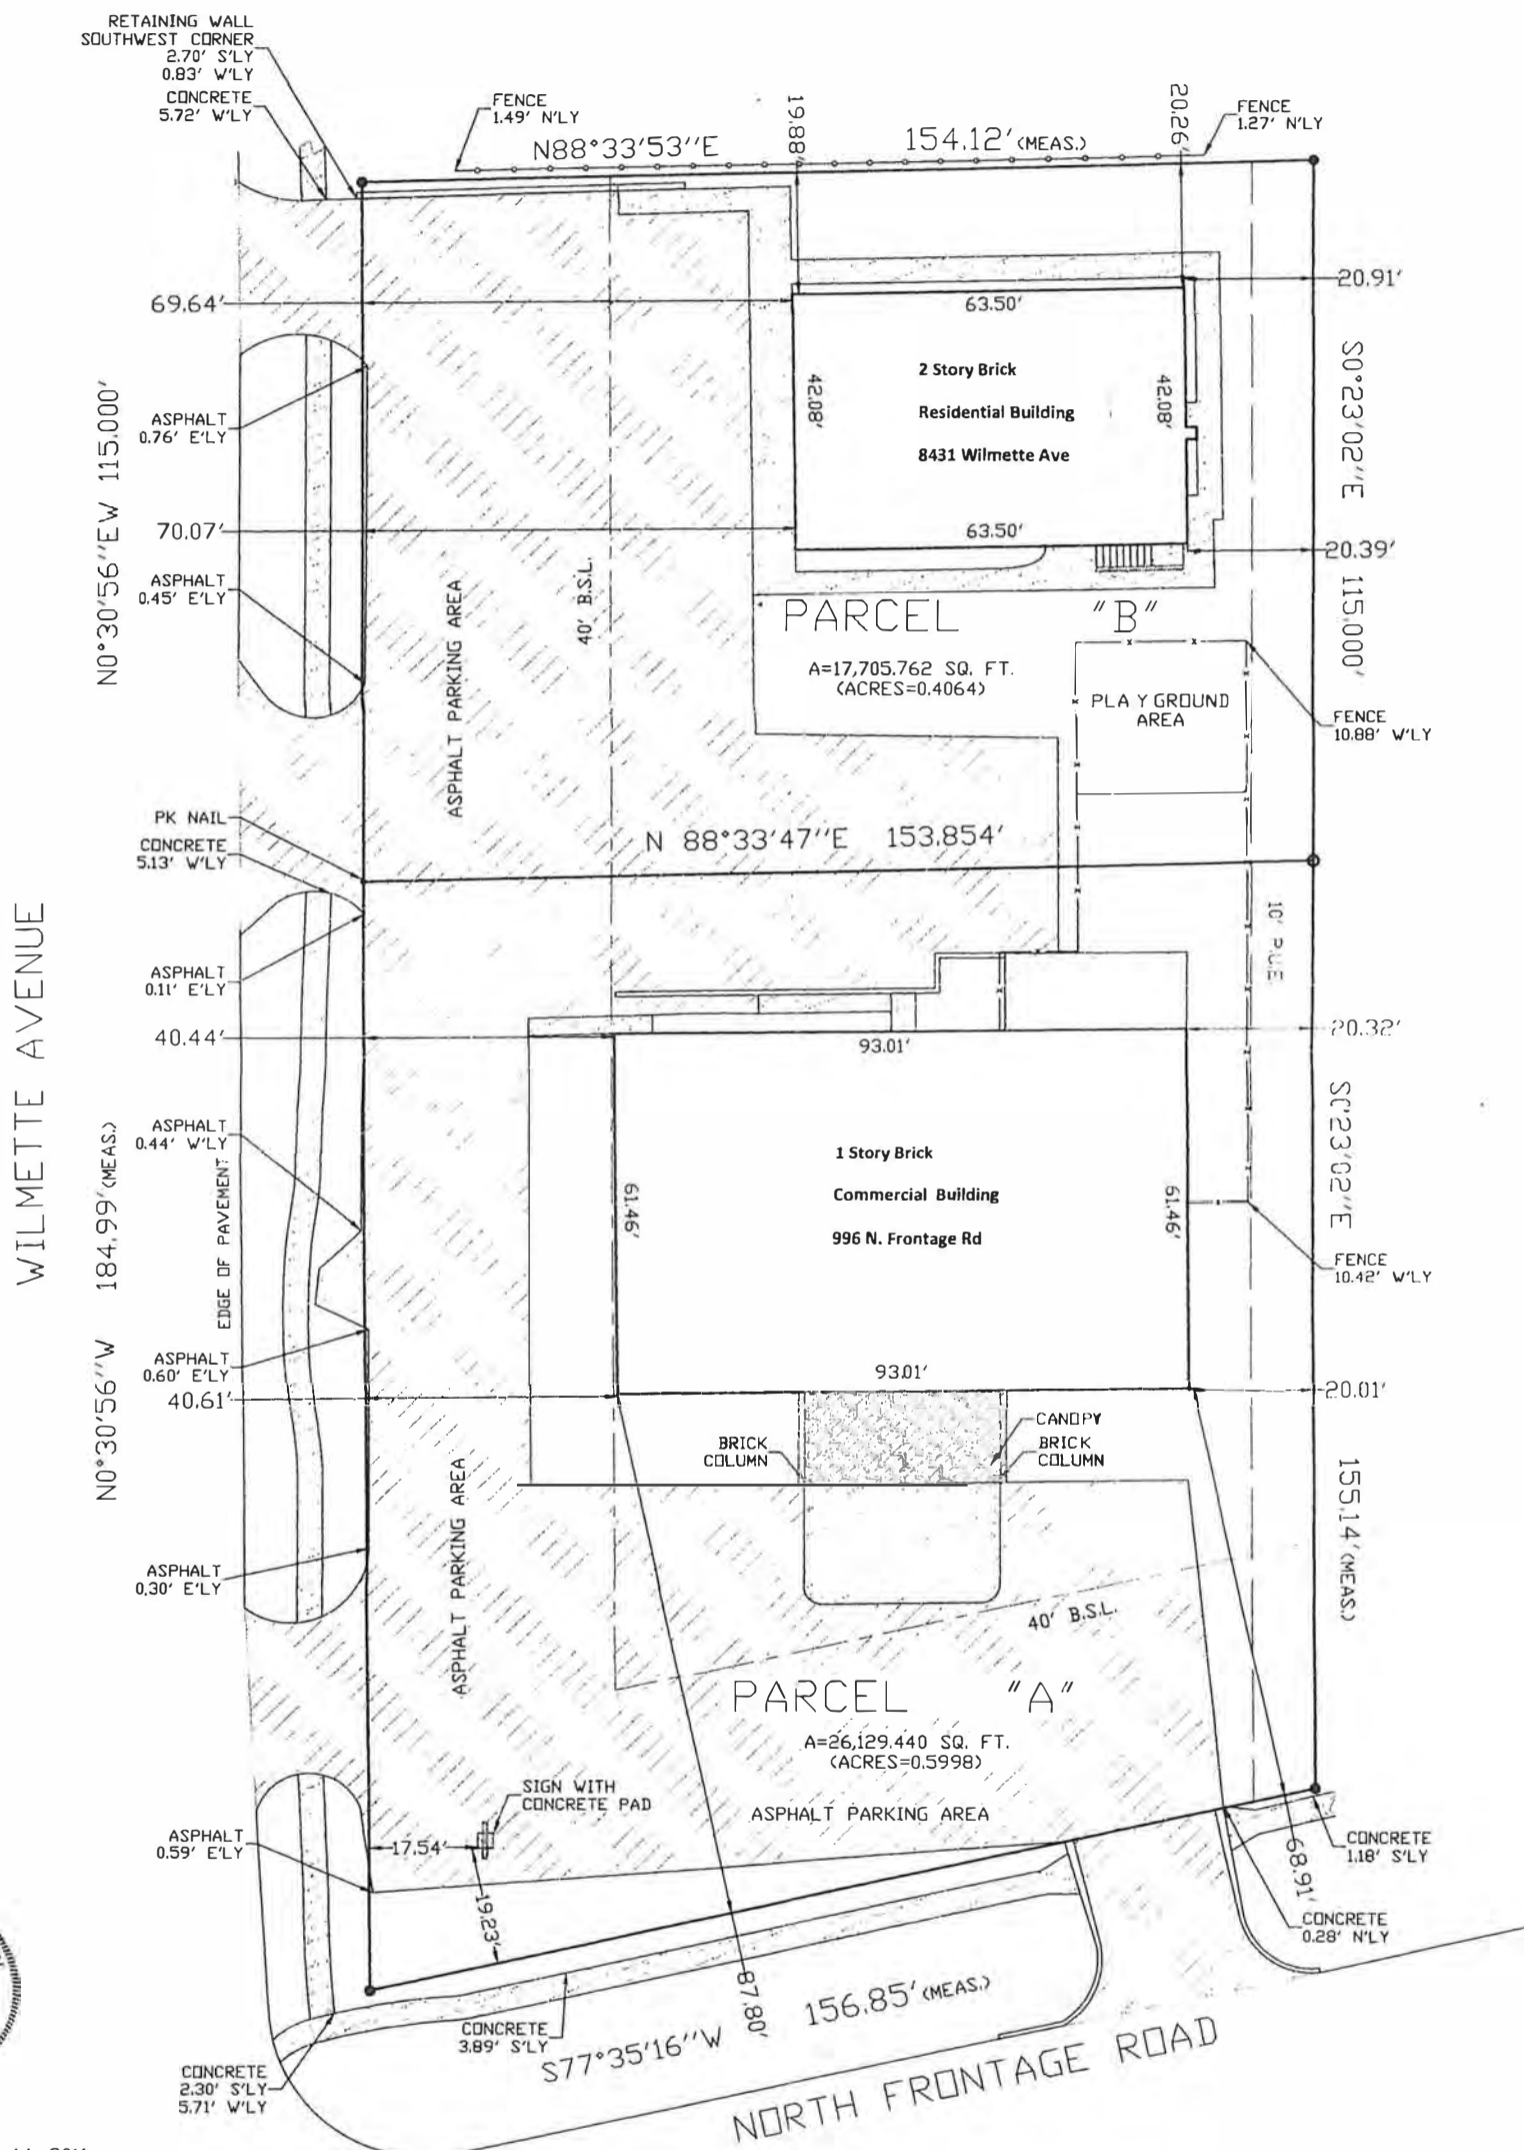 RETAINING WALL
SOUTHWEST CORNER
2.70' S'LY
0.83' W'LY
CONCRETE
5.72' W'LY
FENCE
1.49' N'LY
N88°33'53"E
19.88'
154.12' (MEAS.)
20.26'
FENCE
1.27' N'LY
69.64'
63.50'
20.91'
2 Story Brick
Residential Building
8431 Wilmette Ave
42.08'
42.08'
S0°23'02"E
115.000'
N0°30'56"EW 115.000'
ASPHALT
0.76' E'LY
70.07'
63.50'
20.39'
ASPHALT
0.45' E'LY
40' B.S.L.
ASPHALT PARKING AREA
PARCEL "B"
A=17,705.762 SQ. FT.
(ACRES=0.4064)
PLAY GROUND
AREA
FENCE
10.88' W'LY
PK NAIL
CONCRETE
5.13' W'LY
N 88°33'47"E 153.854'
10' P.U.E.
WILMETTE AVENUE
ASPHALT
0.11' E'LY
40.44'
93.01'
20.32'
1 Story Brick
Commercial Building
996 N. Frontage Rd
61.46'
61.46'
S0°23'02"E
155.14' (MEAS.)
N0°30'56"W 184.99' (MEAS.)
ASPHALT
0.44' W'LY
EDGE OF PAVEMENT
FENCE
10.42' W'LY
ASPHALT
0.60' E'LY
40.61'
93.01'
20.01'
BRICK
COLUMN
CANOPY
BRICK
COLUMN
ASPHALT PARKING AREA
ASPHALT
0.30' E'LY
40' B.S.L.
PARCEL "A"
A=26,129.440 SQ. FT.
(ACRES=0.5998)
SIGN WITH
CONCRETE PAD
ASPHALT PARKING AREA
ASPHALT
0.59' E'LY
17.54'
19.23'
68.91'
CONCRETE
1.18' S'LY
CONCRETE
0.28' N'LY
87.80'
156.85' (MEAS.)
S77°35'16"W
CONCRETE
3.89' S'LY
NORTH FRONTAGE ROAD
CONCRETE
2.30' S'LY
5.71' W'LY